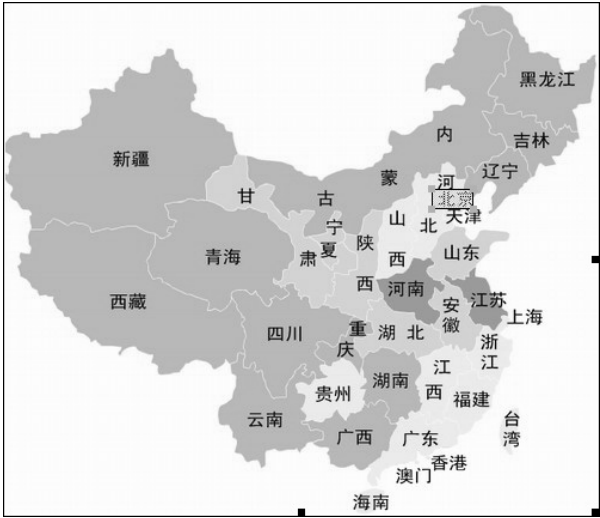 黑龙江
吉林
辽宁
内
蒙
古
新疆
甘
肃
宁
夏
陕
西
山
西
河
北
北京
天津
山东
青海
西藏
河南
安
徽
江苏
上海
四川
重
庆
湖 北
浙
江
贵州
湖南
江
西
福建
云南
广西
广东
台
湾
香港
澳门
海南